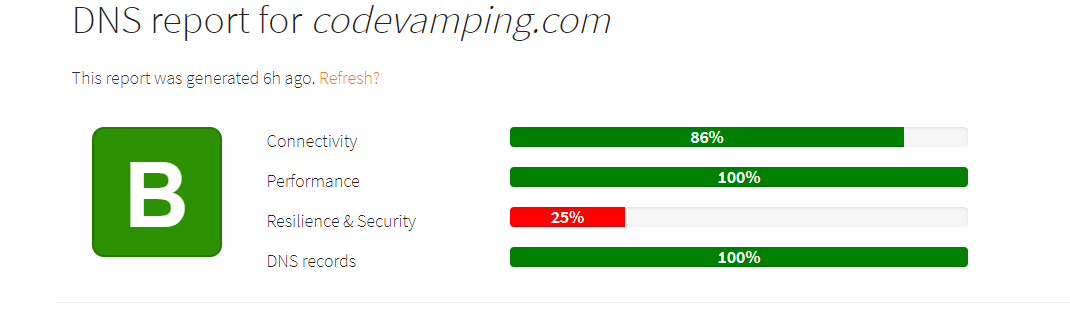 DNS report for codevamping.com
This report was generated 6h ago. Refresh?
B
Connectivity 86%
Performance 100%
Resilience & Security 25%
DNS records 100%